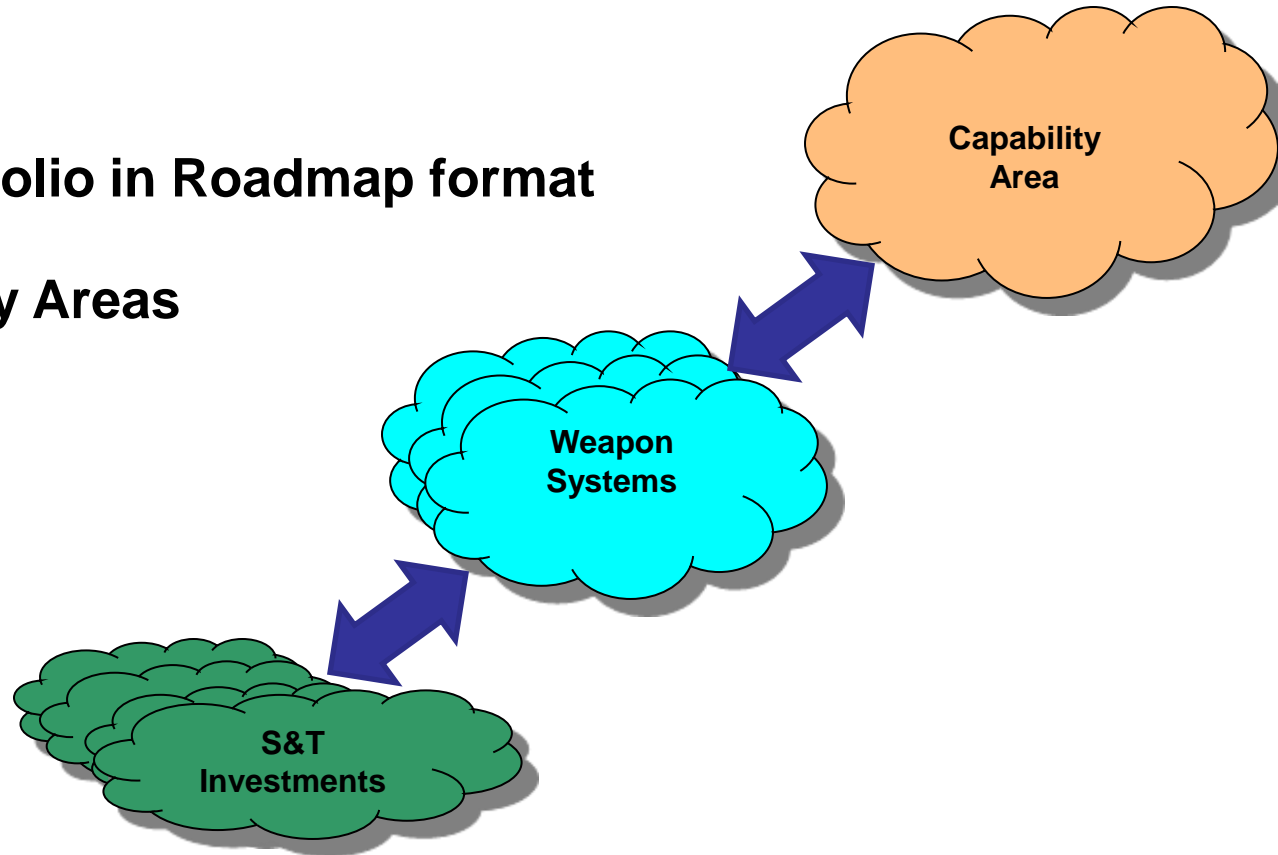 Capability
Area
olio in Roadmap format
y Areas
Weapon
Systems
S&T
Investments